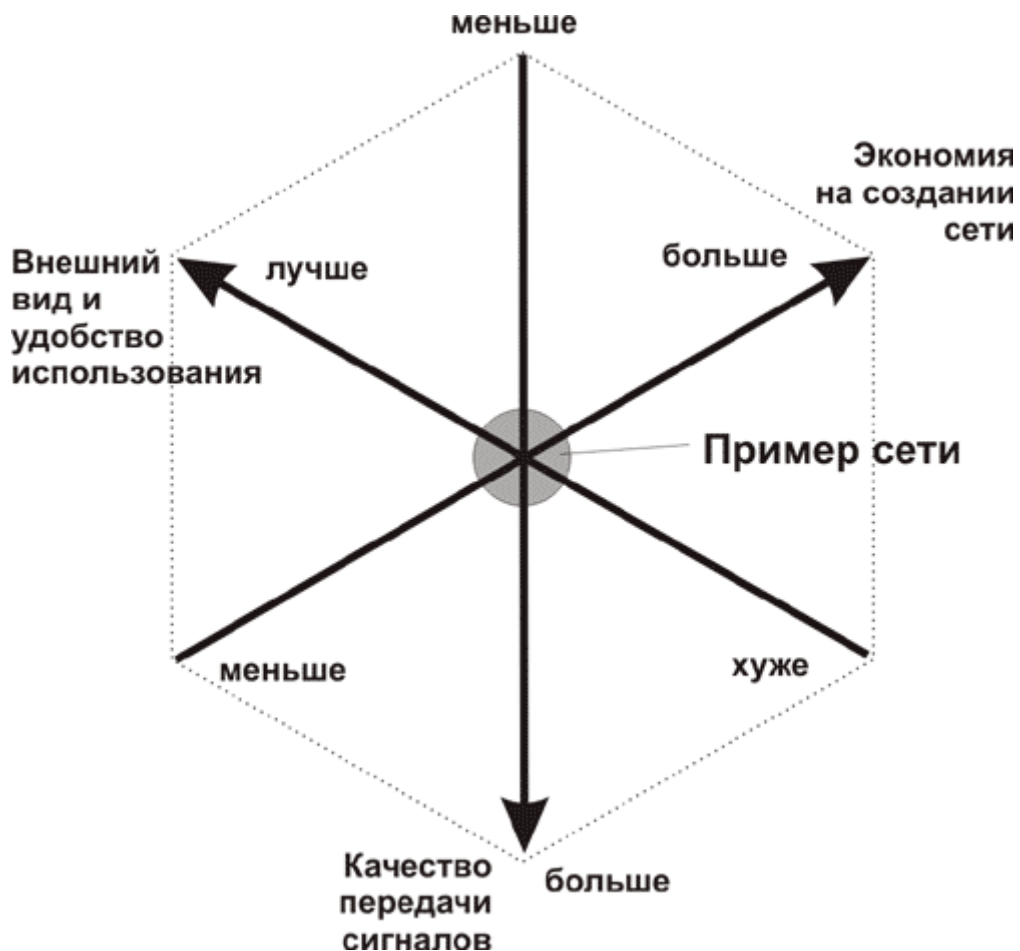 меньше
Экономия
на создании
сети
Внешний
вид и
удобство
использования
лучше
больше
Пример сети
меньше
хуже
Качество
передачи
сигналов
больше